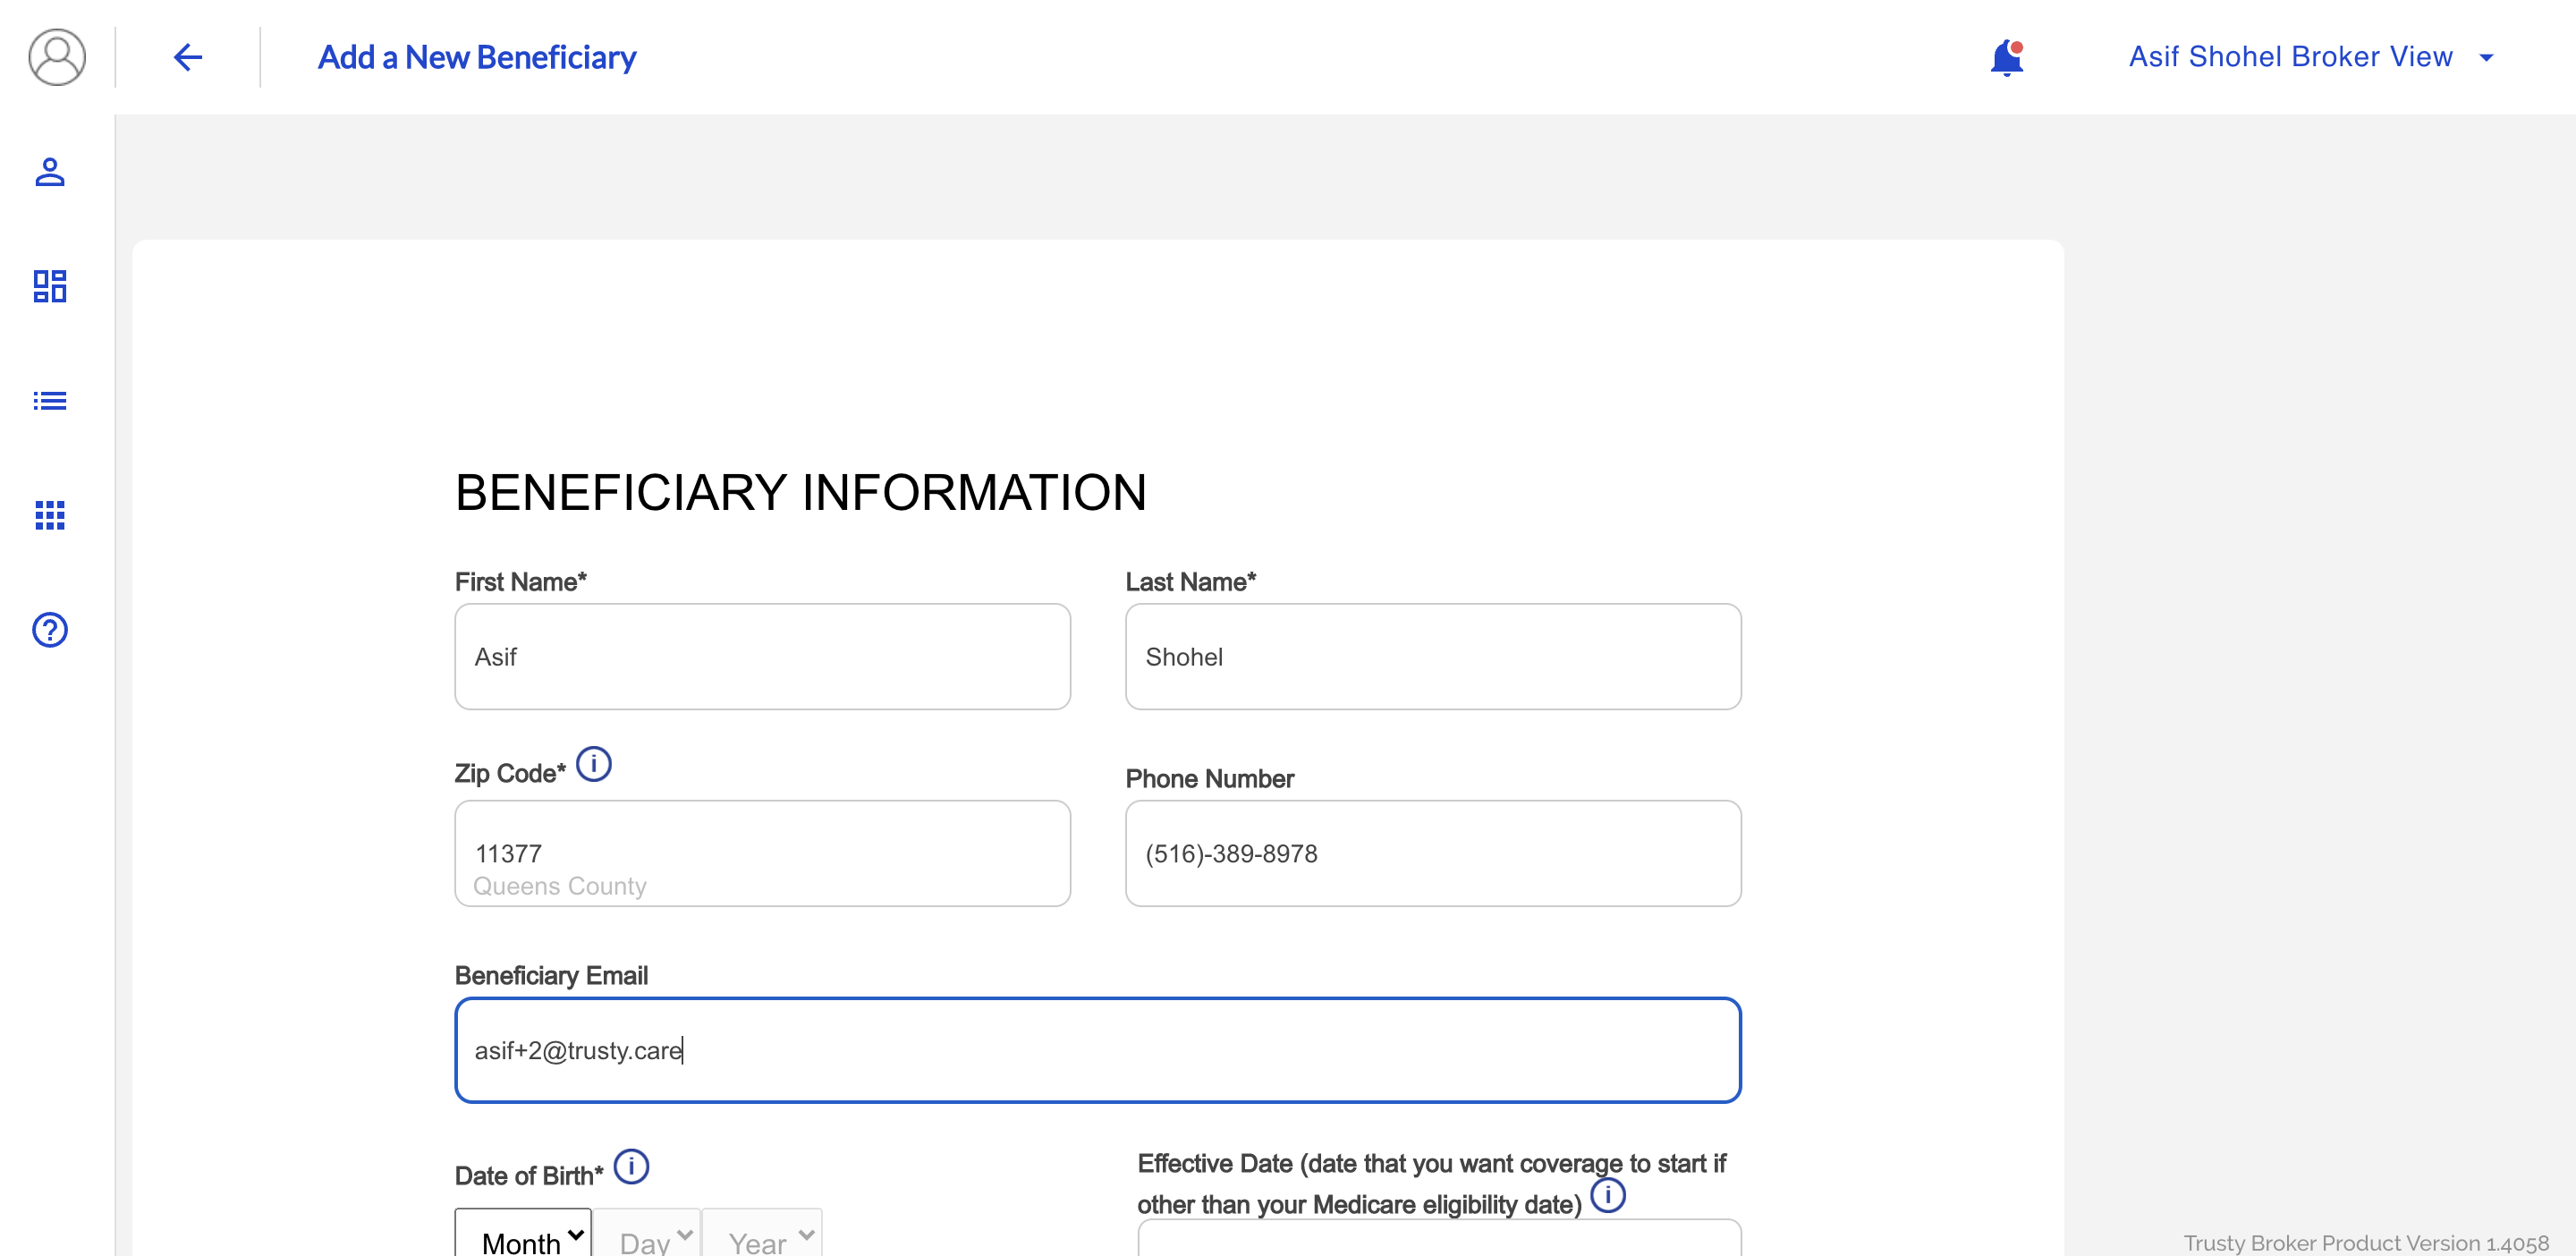 Add a New Beneficiary
Asif Shohel Broker View
BENEFICIARY INFORMATION
First Name*
Last Name*
Asif
Shohel
Zip Code* i
Phone Number
11377
Queens County
(516)-389-8978
Beneficiary Email
asif+2@trusty.care
Date of Birth* i
Effective Date (date that you want coverage to start if
other than your Medicare eligibility date) i
Month
Day
Year
Trusty Broker Product Version 1.4058